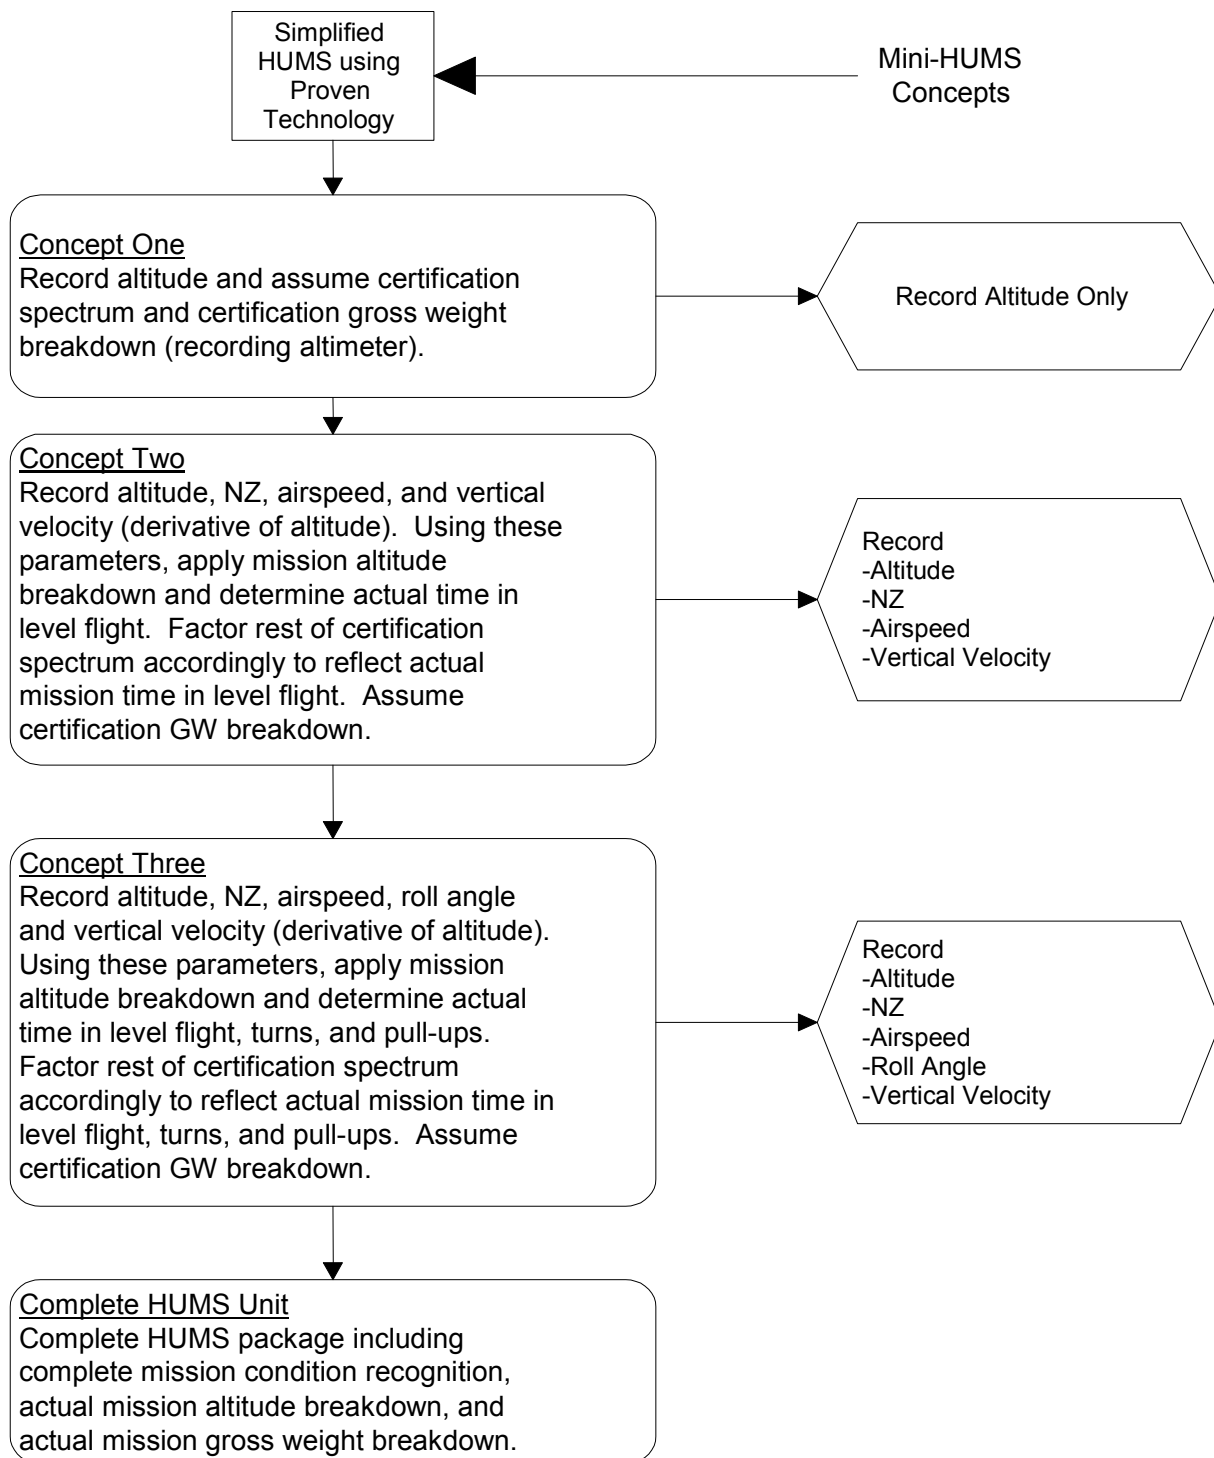 Simplified
HUMS using
Proven
Technology
Mini-HUMS
Concepts
Concept One
Record altitude and assume certification
spectrum and certification gross weight
breakdown (recording altimeter).
Record Altitude Only
Concept Two
Record altitude, NZ, airspeed, and vertical
velocity (derivative of altitude).  Using these
parameters, apply mission altitude
breakdown and determine actual time in
level flight.  Factor rest of certification
spectrum accordingly to reflect actual
mission time in level flight.  Assume
certification GW breakdown.
Record
-Altitude
-NZ
-Airspeed
-Vertical Velocity
Concept Three
Record altitude, NZ, airspeed, roll angle
and vertical velocity (derivative of altitude).
Using these parameters, apply mission
altitude breakdown and determine actual
time in level flight, turns, and pull-ups.
Factor rest of certification spectrum
accordingly to reflect actual mission time in
level flight, turns, and pull-ups.  Assume
certification GW breakdown.
Record
-Altitude
-NZ
-Airspeed
-Roll Angle
-Vertical Velocity
Complete HUMS Unit
Complete HUMS package including
complete mission condition recognition,
actual mission altitude breakdown, and
actual mission gross weight breakdown.